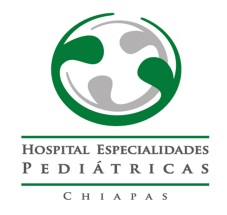 HOSPITAL ESPECIALIDADES
PEDIÁTRICAS
CHIAPAS